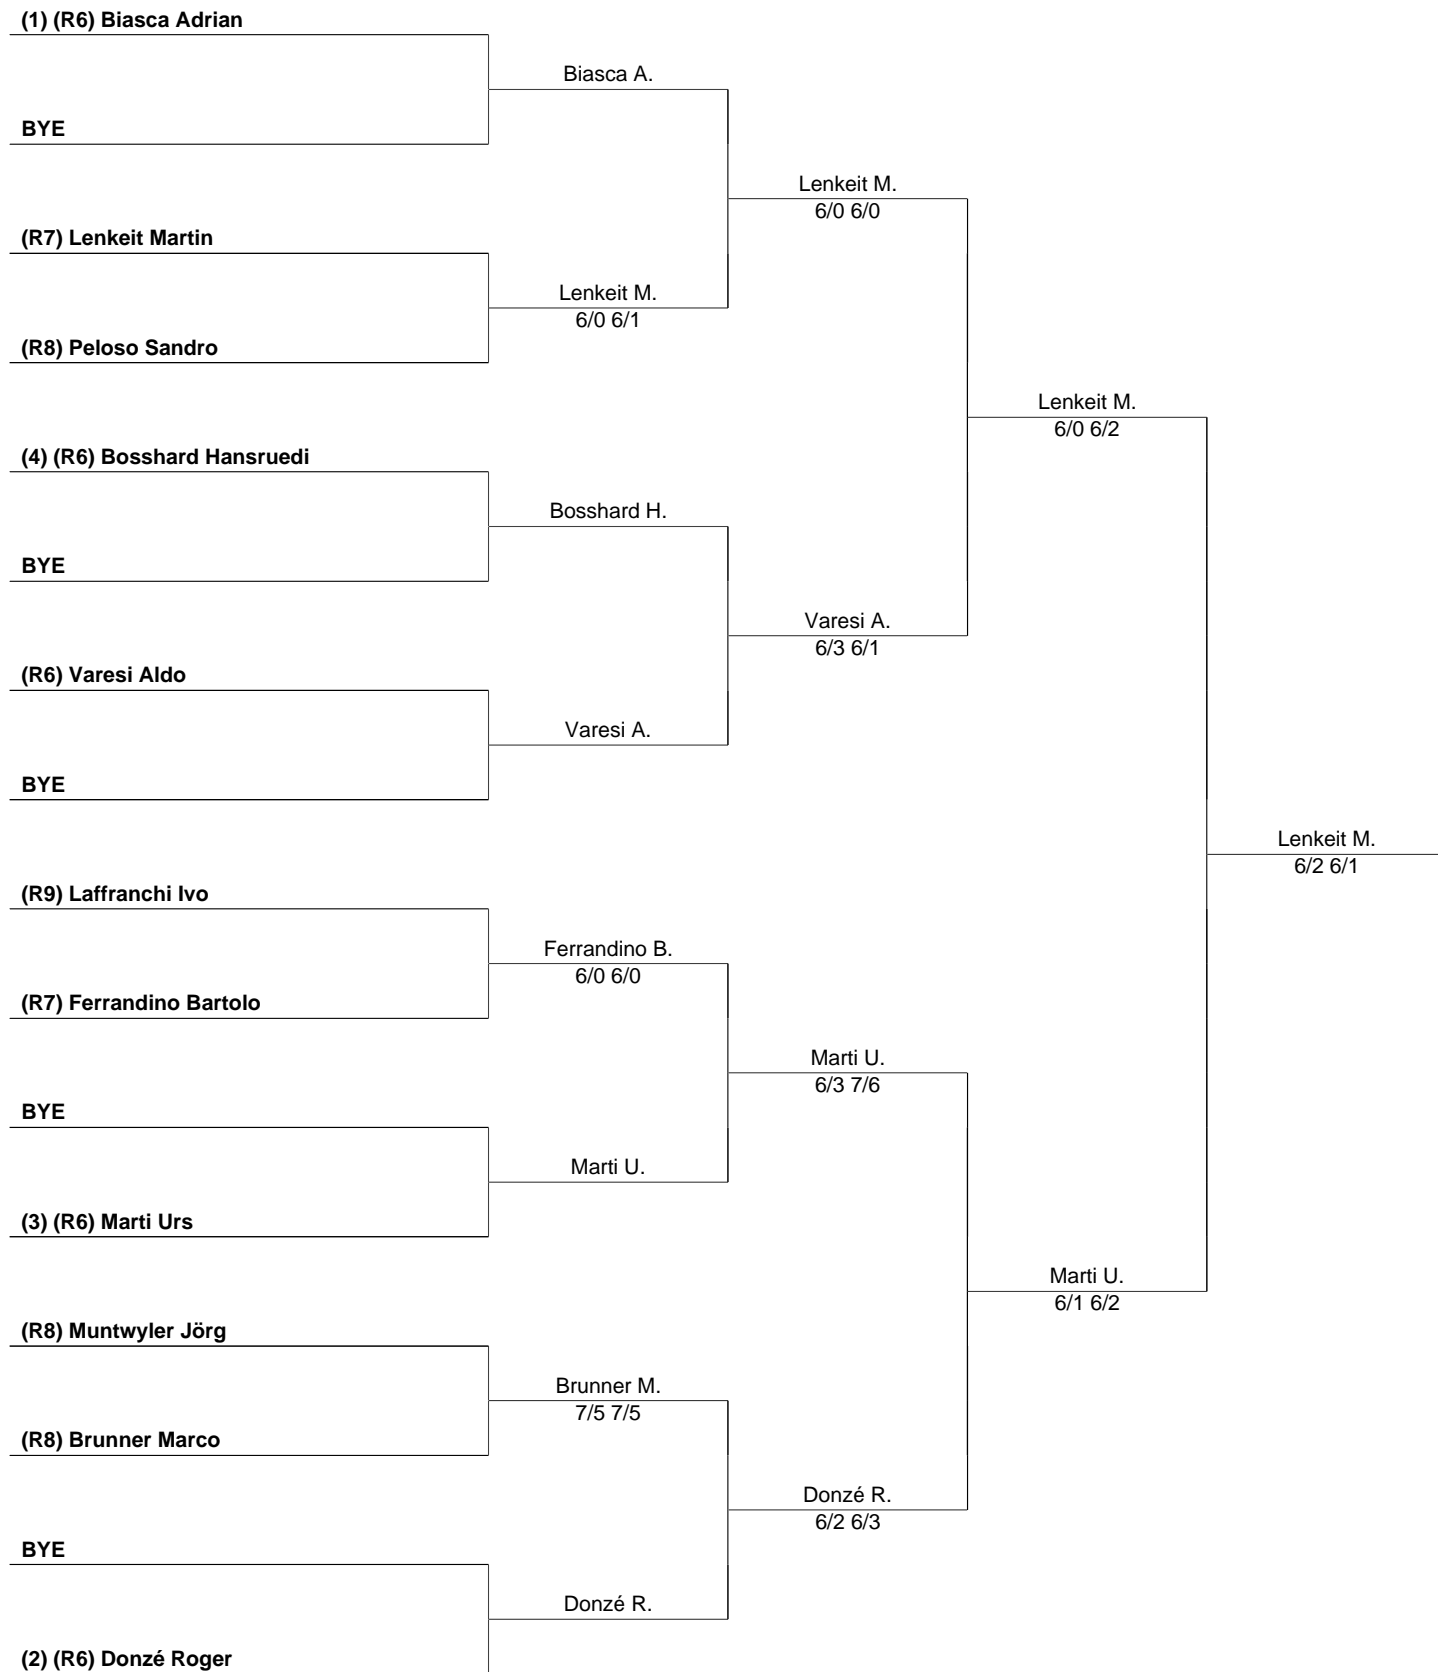 (1) (R6) Biasca Adrian
Biasca A.
BYE
Lenkeit M.
6/0 6/0
(R7) Lenkeit Martin
Lenkeit M.
6/0 6/1
(R8) Peloso Sandro
Lenkeit M.
6/0 6/2
(4) (R6) Bosshard Hansruedi
Bosshard H.
BYE
Varesi A.
6/3 6/1
(R6) Varesi Aldo
Varesi A.
BYE
Lenkeit M.
6/2 6/1
(R9) Laffranchi Ivo
Ferrandino B.
6/0 6/0
(R7) Ferrandino Bartolo
Marti U.
6/3 7/6
BYE
Marti U.
(3) (R6) Marti Urs
Marti U.
6/1 6/2
(R8) Muntwyler Jörg
Brunner M.
7/5 7/5
(R8) Brunner Marco
Donzé R.
6/2 6/3
BYE
Donzé R.
(2) (R6) Donzé Roger